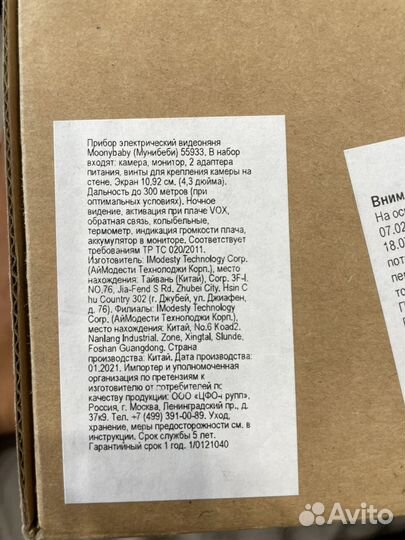 Прибор электрический видеоняня
Moonybaby (Мунибеби) 55933, В набор
входят: камера, монитор, 2 адаптера
питания, винты для крепления камеры на
стене, Экран 10,92 см, (4,3 дюйма),
Дальность до 300 метров (при
оптимальных условиях), Ночное
видение, активация при плаче VOX,
обратная связь, колыбельные,
термометр, индикация громкости плача,
аккумулятор в мониторе, Соответствует
требованиям ТР ТС 020/2011.
Изготовитель: IModesty Technology Corp.
(АйМодести Технолоджи Корп.), место
нахождения: Тайвань (Китай), Corp. 3F-I.
NO,76, Jia-Fend S Rd, Zhubei City, Hsin C
hu Country 302 (г. Джубей, ул. Джиафен,
д. 76). Филиалы: IModesty Technology
Corp. (АйМодести Технолоджи Корп.),
место нахождения: Китай, No.6 Koad2.
Nanlang Industrial. Zone, Xingtal, Slunde,
Foshan Guangdong. Страна
производства: Китай. Дата производства:
01.2021. Импортер и уполномоченная
организация по претензиям к
изготовителю от потребителей по
качеству продукции: ООО «ЦФО-групп»,
Россия, г. Москва, Ленинградский пр., д.
37к9. Тел. +7 (499) 391-00-89. Уход,
хранение, меры предосторожности см. в
инструкции. Срок службы 5 лет.
Гарантийный срок 1 год. 1/0121040
Вним
На ос
07.02
18.0
пот
пе
то
Г
Avito